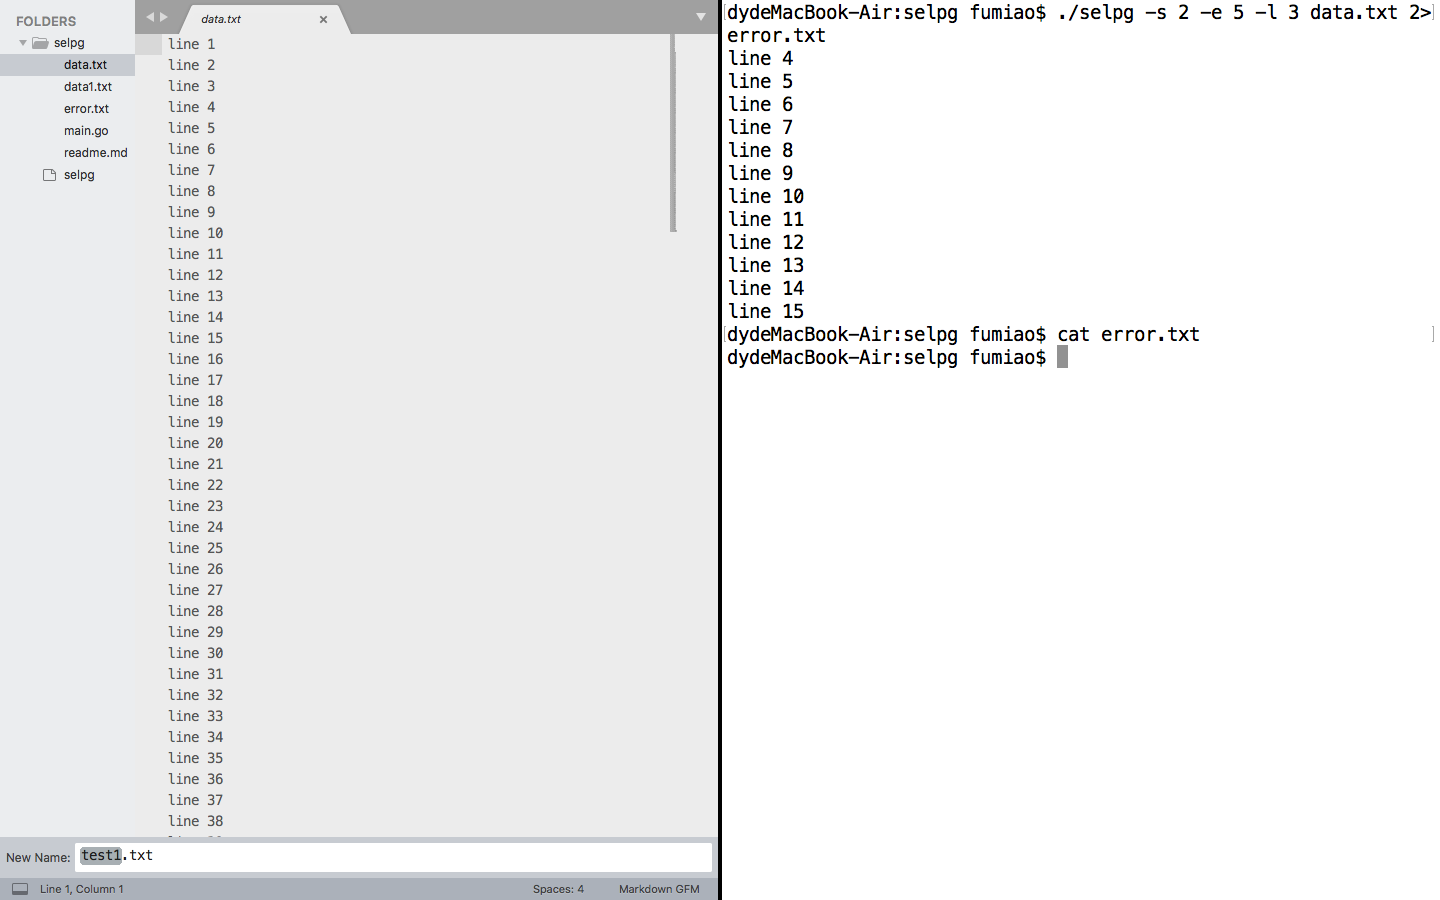 FOLDERS
selpg
data.txt
data1.txt
error.txt
main.go
readme.md
selpg
data.txt
line 1
line 2
line 3
line 4
line 5
line 6
line 7
line 8
line 9
line 10
line 11
line 12
line 13
line 14
line 15
line 16
line 17
line 18
line 19
line 20
line 21
line 22
line 23
line 24
line 25
line 26
line 27
line 28
line 29
line 30
line 31
line 32
line 33
line 34
line 35
line 36
line 37
line 38
New Name: test1.txt
Line 1, Column 1
Spaces: 4
Markdown GFM
dydeMacBook-Air:selpg fumiao$ ./selpg -s 2 -e 5 -l 3 data.txt 2>
error.txt
line 4
line 5
line 6
line 7
line 8
line 9
line 10
line 11
line 12
line 13
line 14
line 15
dydeMacBook-Air:selpg fumiao$ cat error.txt
dydeMacBook-Air:selpg fumiao$